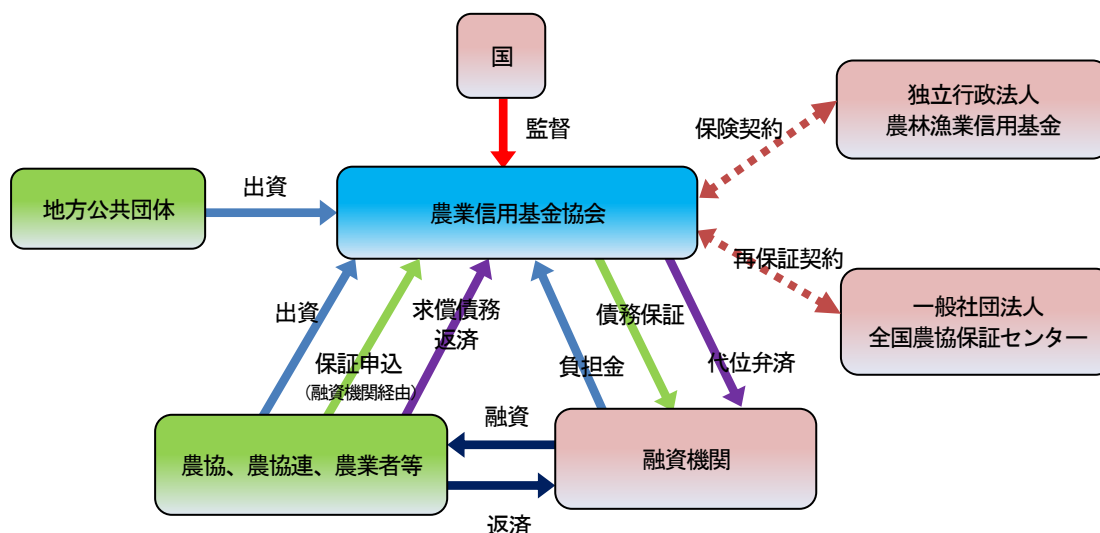 国
監督
独立行政法人
農林漁業信用基金
保険契約
地方公共団体
出資
農業信用基金協会
再保証契約
一般社団法人
全国農協保証センター
出資
保証申込
（融資機関経由）
求償債務
返済
負担金
債務保証
代位弁済
農協、農協連、農業者等
融資
融資機関
返済